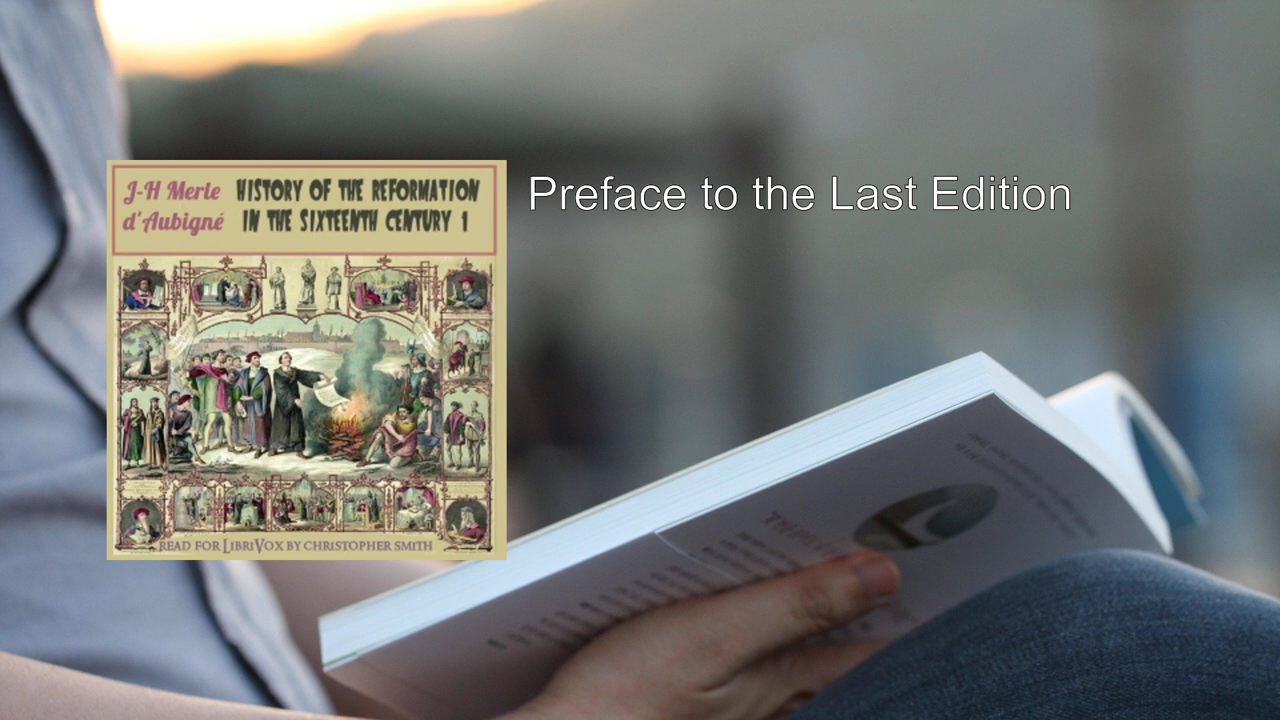 J-H Merle
d'Aubigné
HISTORY OF THE REFORMATION
IN THE SIXTEENTH CENTURY 1
READ FOR LIBRIVOX BY CHRISTOPHER SMITH
Preface to the Last Edition